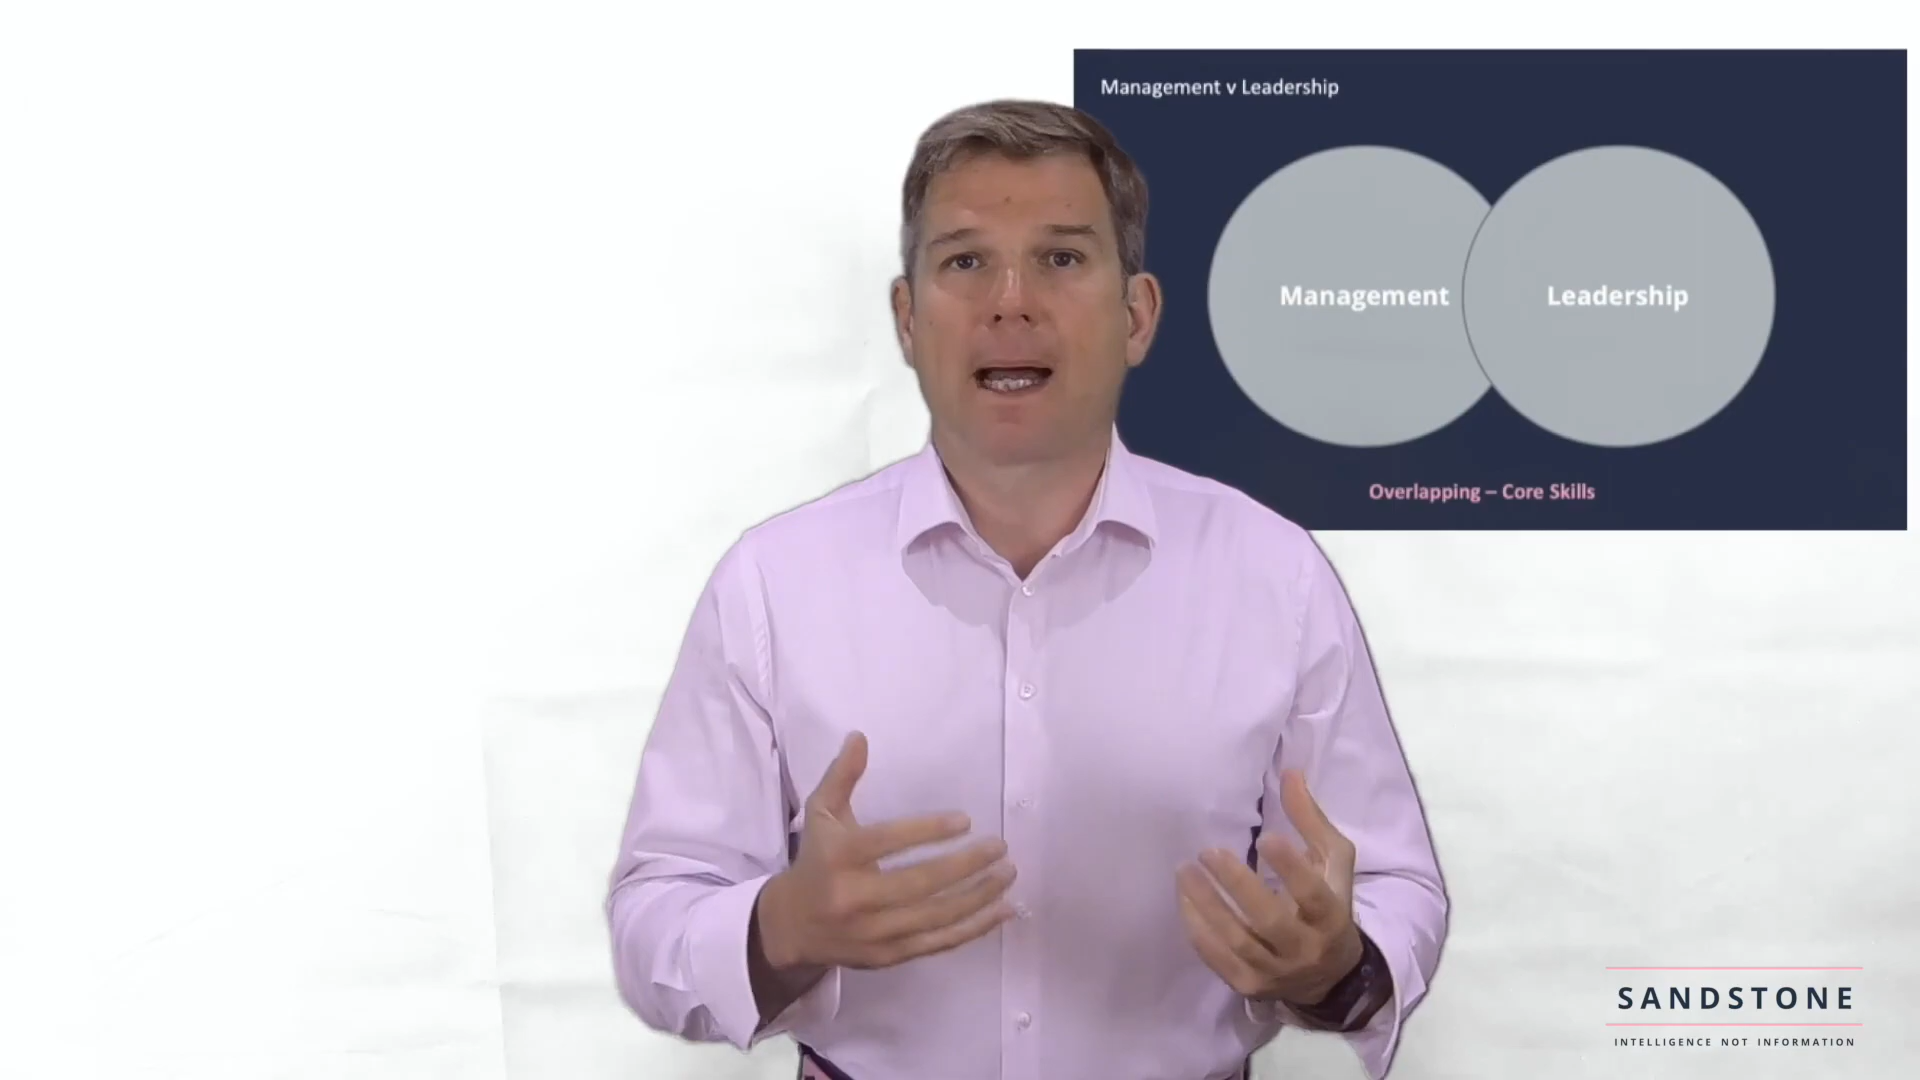 Management v Leadership
Management
Leadership
Overlapping – Core Skills
SANDSTONE
INTELLIGENCE NOT INFORMATION